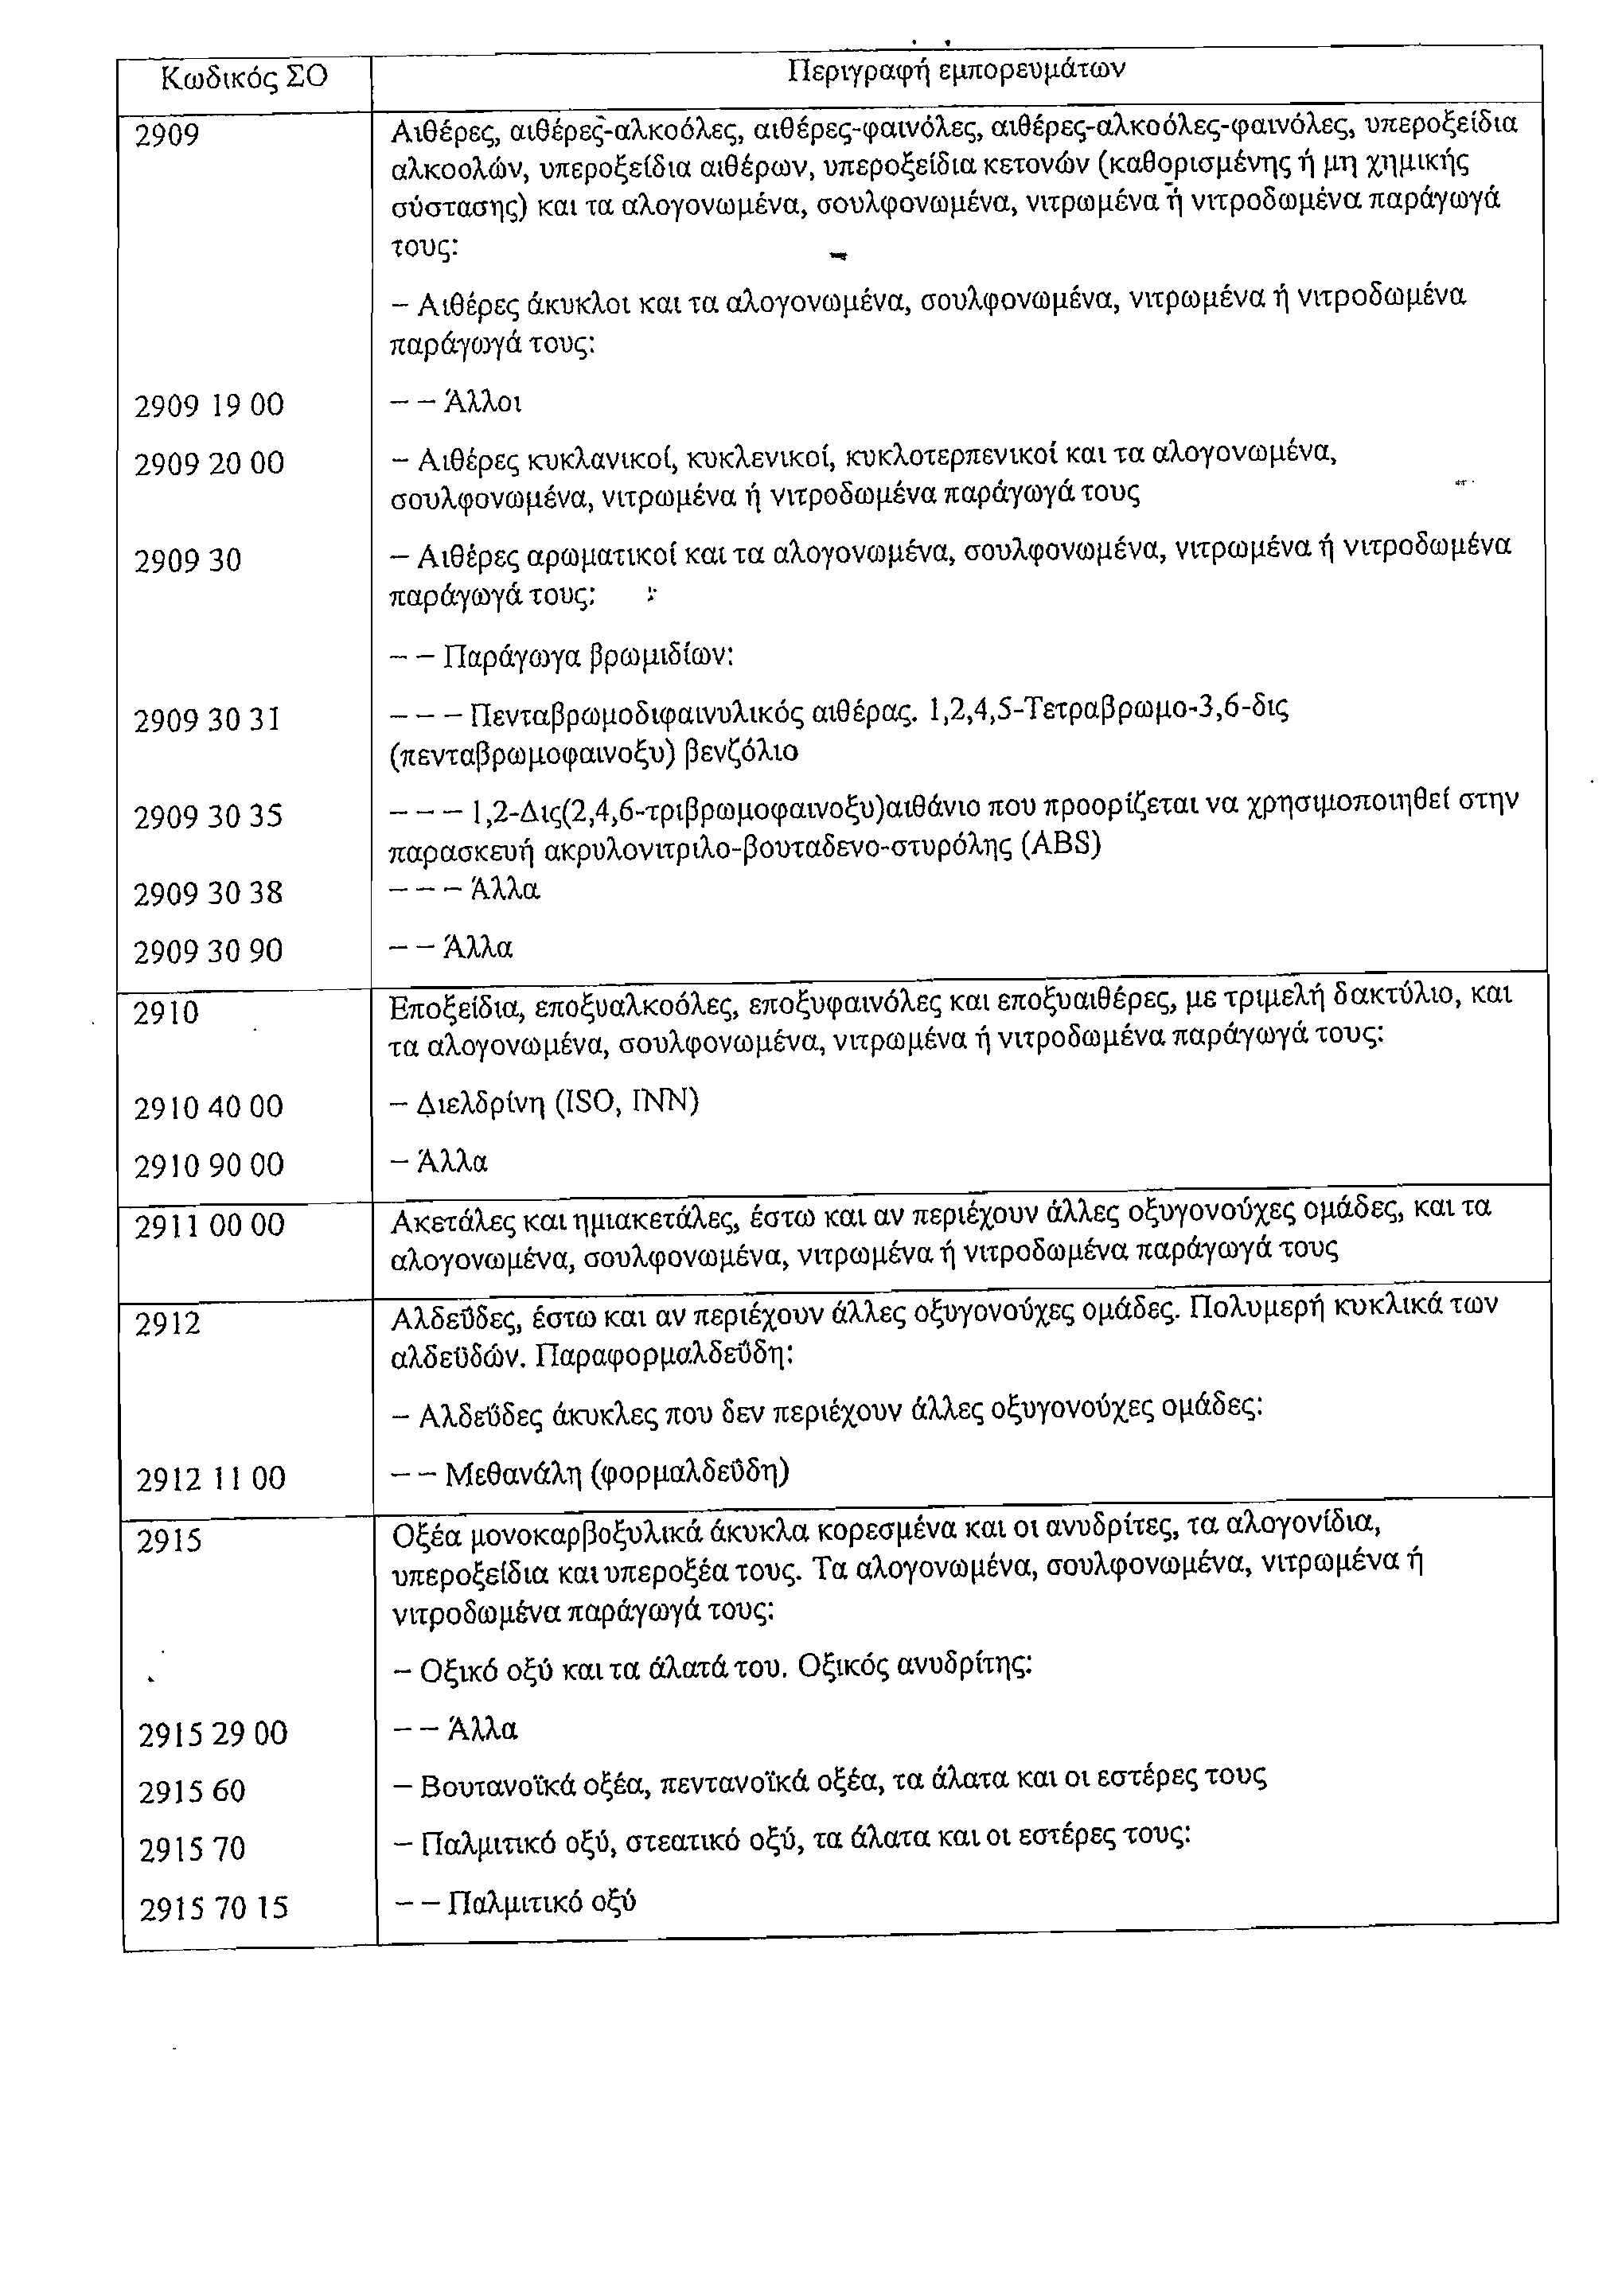 Κωδικός ΣΟ Περιγραφή εμπορευμάτων
2909 Αιθέρες, αιθέρες-αλκοόλες, αιθέρες-φαινόλες, αιθέρες-αλκοόλες-φαινόλες, υπεροξείδια
αλκοολών, υπεροξείδια αιθέρων, υπεροξείδια κετονών (καθορισμένης ή μη χημικής
σύστασης) και τα αλογονωμένα, σουλφονωμένα, νιτρωμένα ή νιτροδωμένα παράγωγά
τους:
– Αιθέρες άκυκλοι και τα αλογονωμένα, σουλφονωμένα, νιτρωμένα ή νιτροδωμένα
παράγωγά τους:
2909 19 00 – – Άλλοι
2909 20 00 – Αιθέρες κυκλανικοί, κυκλενικοί, κυκλοτερπενικοί και τα αλογονωμένα,
σουλφονωμένα, νιτρωμένα ή νιτροδωμένα παράγωγά τους
2909 30 – Αιθέρες αρωματικοί και τα αλογονωμένα, σουλφονωμένα, νιτρωμένα ή νιτροδωμένα
παράγωγά τους:
– – Παράγωγα βρωμιδίων:
2909 30 31 – – – Πενταβρωμοδιφαινυλικός αιθέρας. 1,2,4,5-Τετραβρωμο-3,6-δις
(πενταβρωμοφαινοξυ) βενζόλιο
2909 30 35 – – – 1,2-Δις(2,4,6-τριβρωμοφαινοξυ)αιθάνιο που προορίζεται να χρησιμοποιηθεί στην
παρασκευή ακρυλονιτριλο-βουταδενο-στυρόλης (ABS)
2909 30 38 – – – Άλλα
2909 30 90 – – Άλλα
2910 Εποξείδια, εποξυαλκοόλες, εποξυφαινόλες και εποξυαιθέρες, με τριμελή δακτύλιο, και
τα αλογονωμένα, σουλφονωμένα, νιτρωμένα ή νιτροδωμένα παράγωγά τους:
2910 40 00 – Διελδρίνη (ISO, INN)
2910 90 00 – Άλλα
2911 00 00 Ακετάλες και ημιακετάλες, έστω και αν περιέχουν άλλες οξυγονούχες ομάδες, και τα
αλογονωμένα, σουλφονωμένα, νιτρωμένα ή νιτροδωμένα παράγωγά τους
2912 Αλδεΰδες, έστω και αν περιέχουν άλλες οξυγονούχες ομάδες. Πολυμερή κυκλικά των
αλδεϋδών. Παραφορμαλδεΰδη:
– Αλδεΰδες άκυκλες που δεν περιέχουν άλλες οξυγονούχες ομάδες:
2912 11 00 – – Μεθανάλη (φορμαλδεΰδη)
2915 Οξέα μονοκαρβοξυλικά άκυκλα κορεσμένα και οι ανυδρίτες, τα αλογονίδια,
υπεροξείδια και υπεροξέα τους. Τα αλογονωμένα, σουλφονωμένα, νιτρωμένα ή
νιτροδωμένα παράγωγά τους:
– Οξικό οξύ και τα άλατά του. Οξικός ανυδρίτης:
2915 29 00 – – Άλλα
2915 60 – Βουτανοϊκά οξέα, πεντανοϊκά οξέα, τα άλατα και οι εστέρες τους
2915 70 – Παλμιτικό οξύ, στεατικό οξύ, τα άλατα και οι εστέρες τους:
2915 70 15 – – Παλμιτικό οξύ